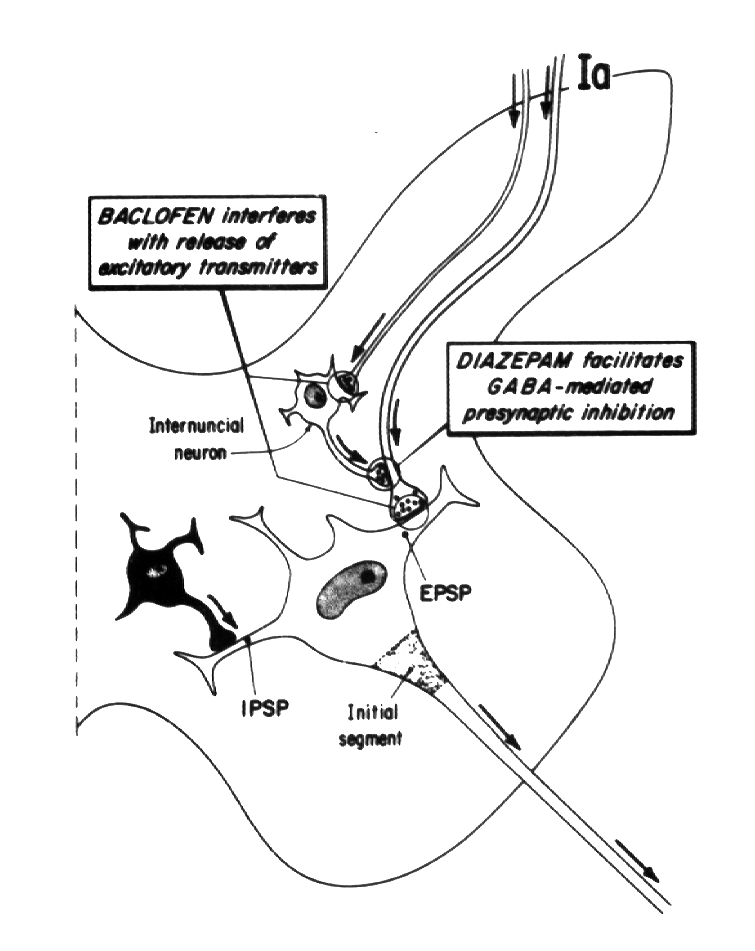 Ia
BACLOFEN interferes
with release of
excitatory transmitters
DIAZEPAM facilitates
GABA-mediated
presynaptic inhibition
Internuncial
neuron
EPSP
IPSP
Initial
segment